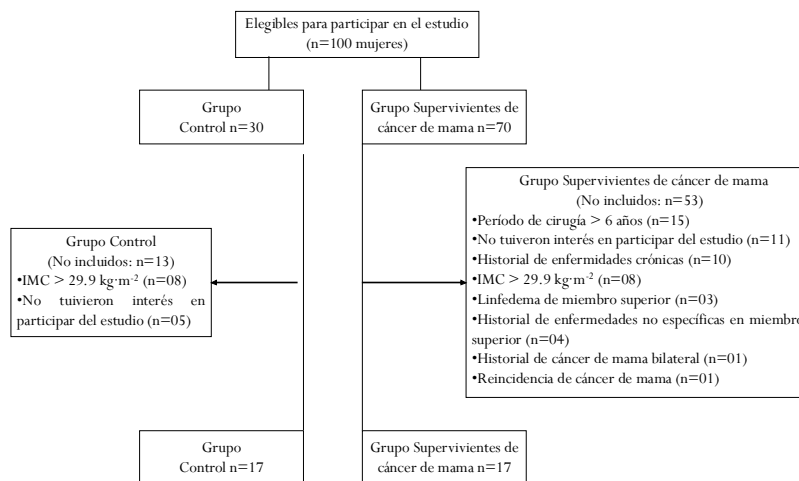 Elegibles para participar en el estudio
(n=100 mujeres)
Grupo
Control n=30
Grupo Supervivientes de
cáncer de mama n=70
Grupo Control
(No incluidos: n=13)
•IMC > 29.9 kg·m-² (n=08)
•No tuivieron interés en
participar del estudio (n=05)
Grupo Supervivientes de cáncer de mama
(No incluidos: n=53)
•Período de cirugía > 6 años (n=15)
•No tuiveron interés en participar del estudio (n=11)
•Historial de enfermidades crónicas (n=10)
•IMC > 29.9 kg·m-² (n=08)
•Linfedema de miembro superior (n=03)
•Historial de enfermedades no específicas en miembro
superior (n=04)
•Historial de cáncer de mama bilateral (n=01)
•Reincidencia de cáncer de mama (n=01)
Grupo
Control n=17
Grupo Supervivientes de
cáncer de mama n=17